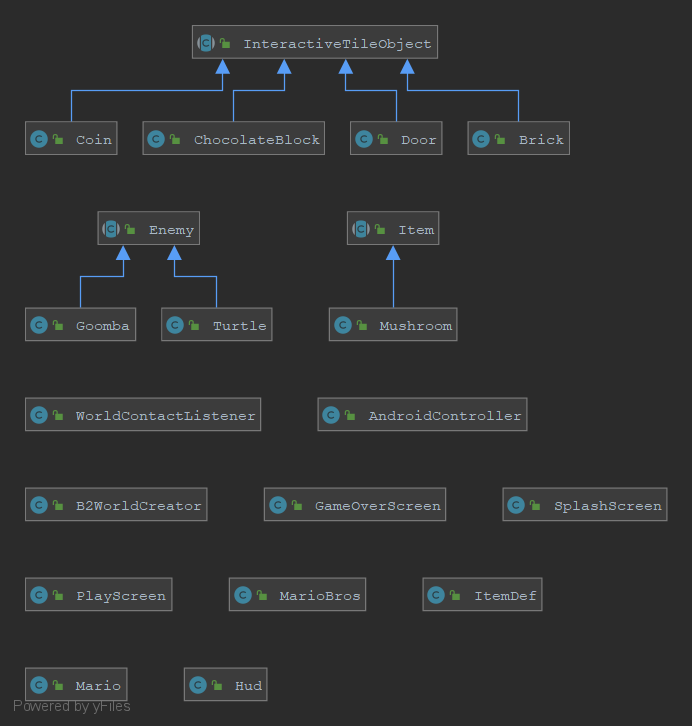 InteractiveTileObject
Coin ChocolateBlock Door Brick
Enemy Item
Goomba Turtle Mushroom
WorldContactListener AndroidController
B2WorldCreator GameOverScreen SplashScreen
PlayScreen MarioBros ItemDef
Mario Hud
Powered by yFiles